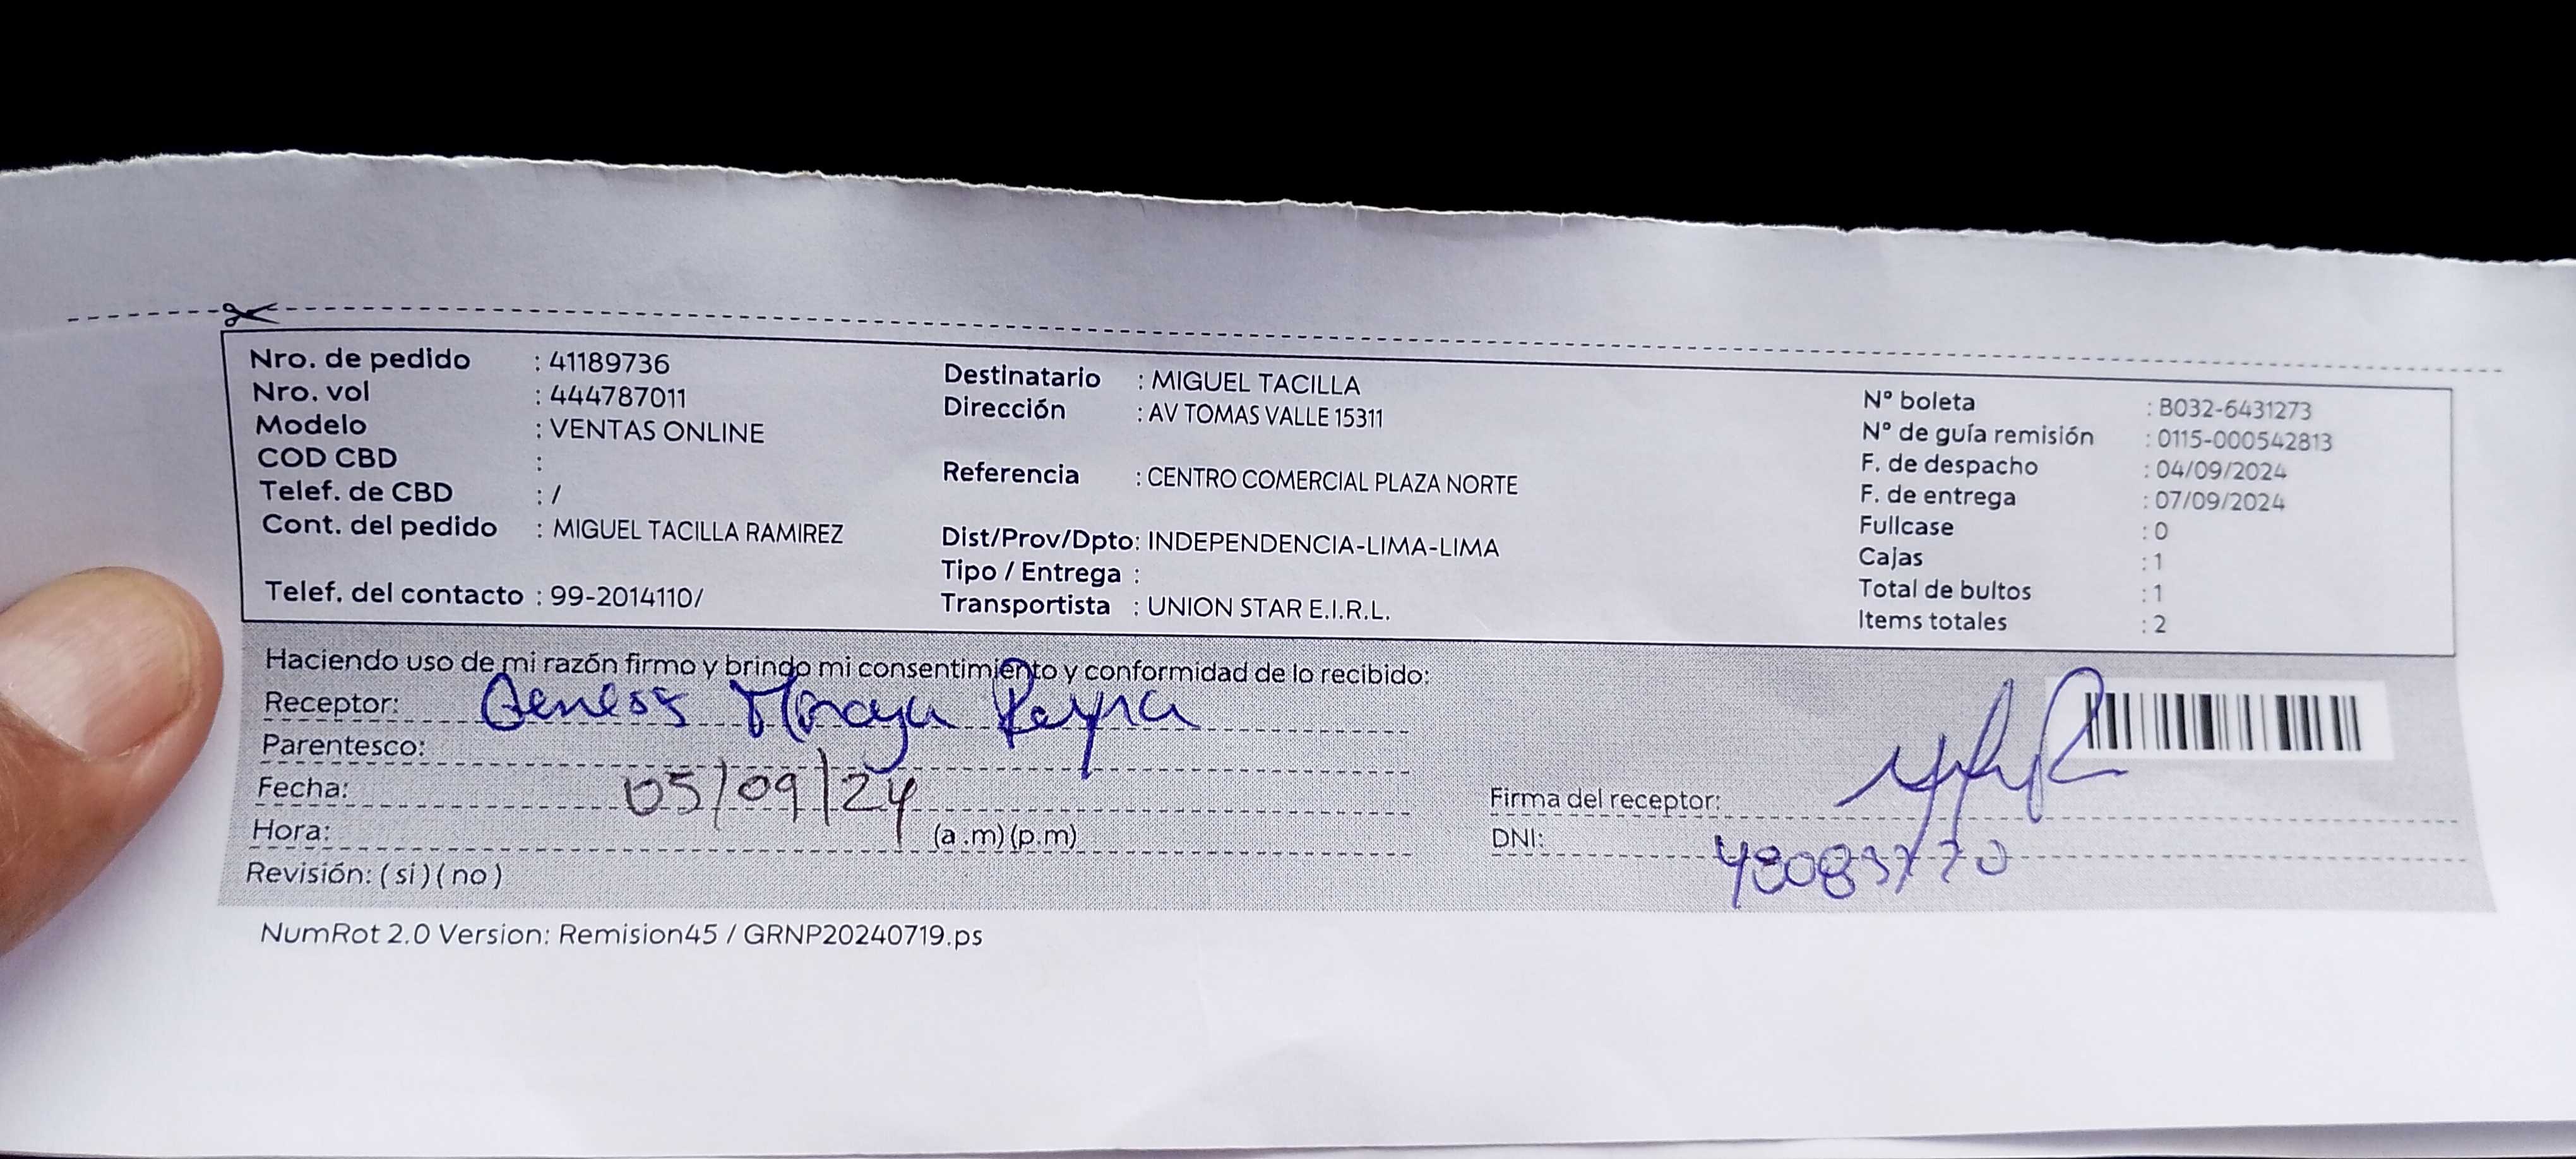 Nro. de pedido : 41189736
Nro. vol : 444787011
Modelo : VENTAS ONLINE
COD CBD :
Telef. de CBD : /
Cont. del pedido : MIGUEL TACILLA RAMIREZ
Telef. del contacto : 99-2014110/
Destinatario : MIGUEL TACILLA
Dirección : AV TOMAS VALLE 15311
Referencia : CENTRO COMERCIAL PLAZA NORTE
Dist/Prov/Dpto: INDEPENDENCIA-LIMA-LIMA
Tipo / Entrega :
Transportista : UNION STAR E.I.R.L.
N° boleta : B032-6431273
N° de guía remisión : 0115-000542813
F. de despacho : 04/09/2024
F. de entrega : 07/09/2024
Fullcase : 0
Cajas : 1
Total de bultos : 1
Items totales : 2
Haciendo uso de mi razón firmo y brindo mi consentimiento y conformidad de lo recibido:
Receptor: Reyna
Parentesco:
Fecha: 05/09/24
Hora: (a .m) (p.m)
Revisión: ( si ) ( no )
Firma del receptor:
DNI:
NumRot 2.0 Version: Remision45 / GRNP20240719.ps